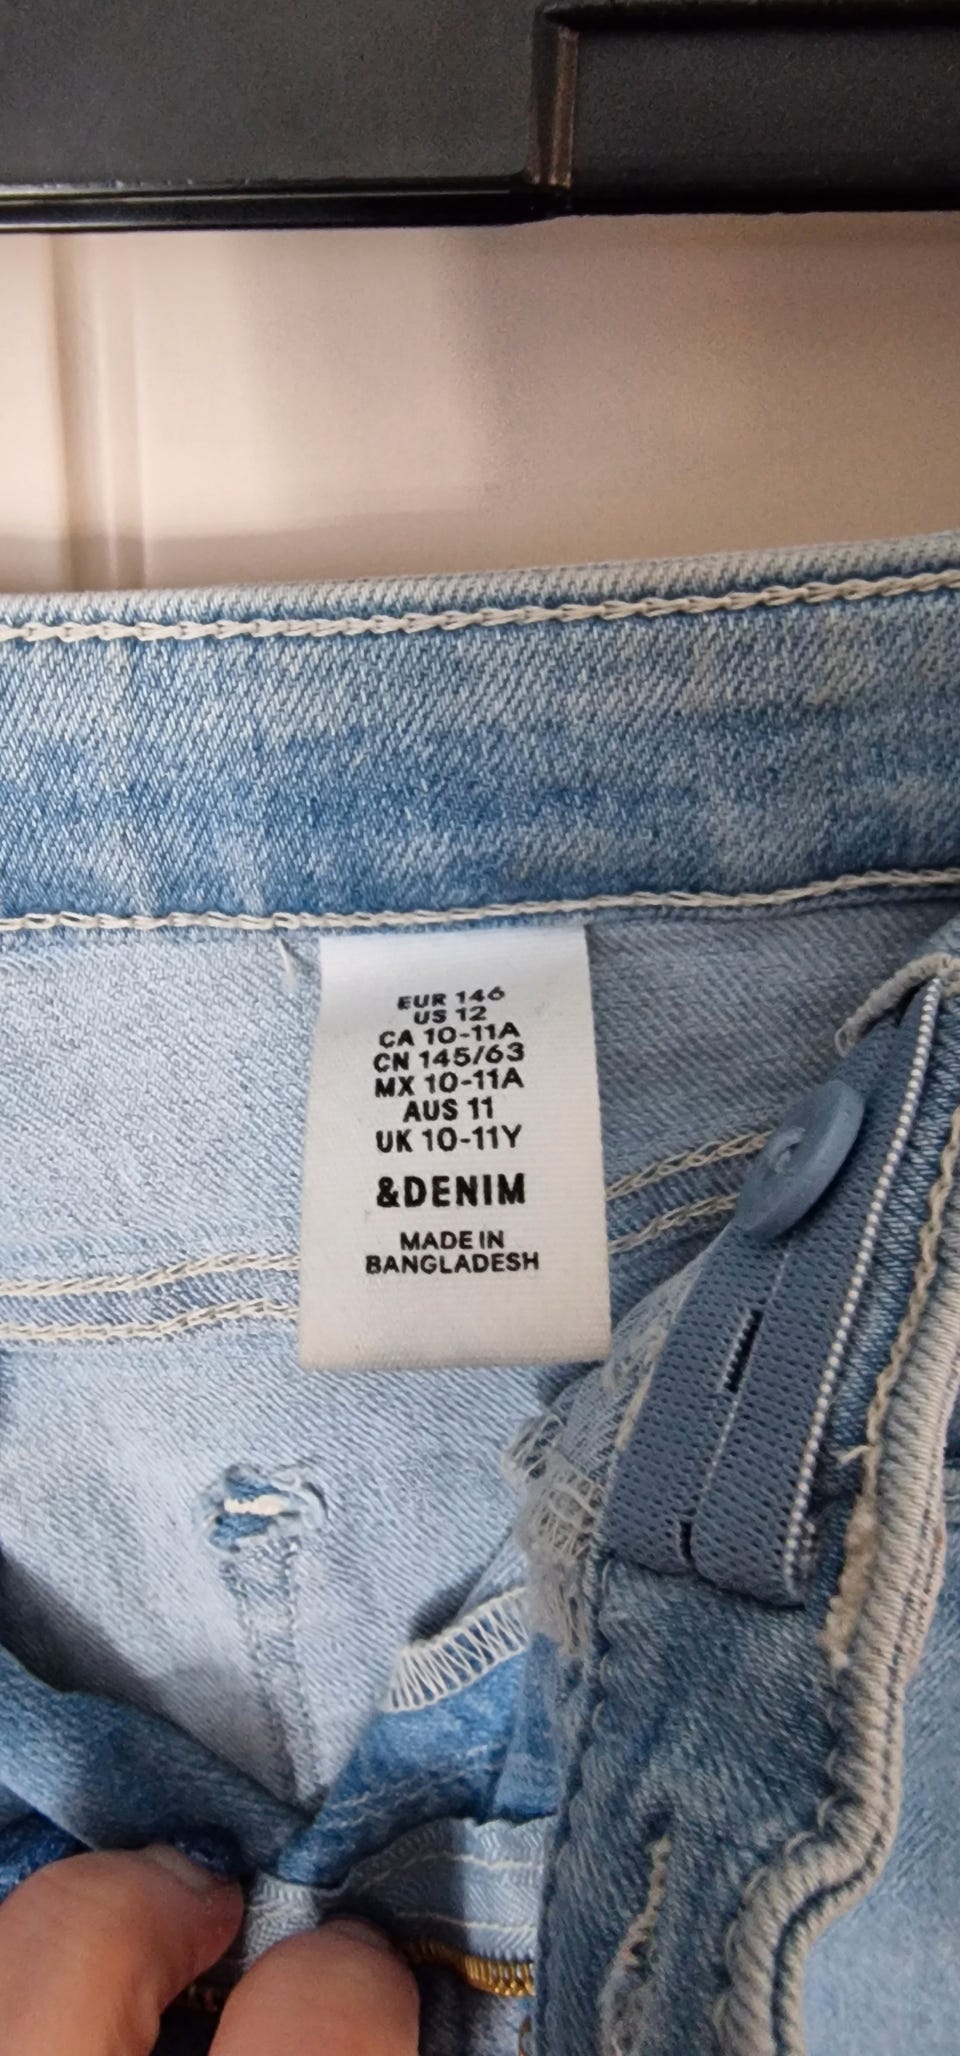 EUR 146
US 12
CA 10-11A
CN 145/63
MX 10-11A
AUS 11
UK 10-11Y
&DENIM
MADE IN
BANGLADESH